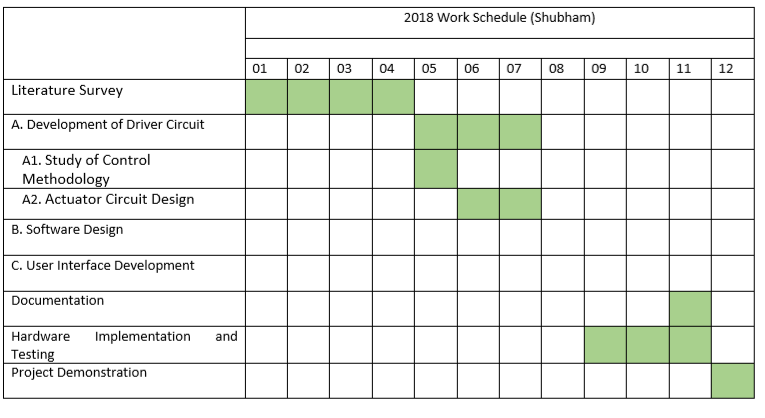 2018 Work Schedule (Shubham)
01 02 03 04 05 06 07 08 09 10 11 12
Literature Survey
A. Development of Driver Circuit
A1. Study of Control
Methodology
A2. Actuator Circuit Design
B. Software Design
C. User Interface Development
Documentation
Hardware Implementation and
Testing
Project Demonstration